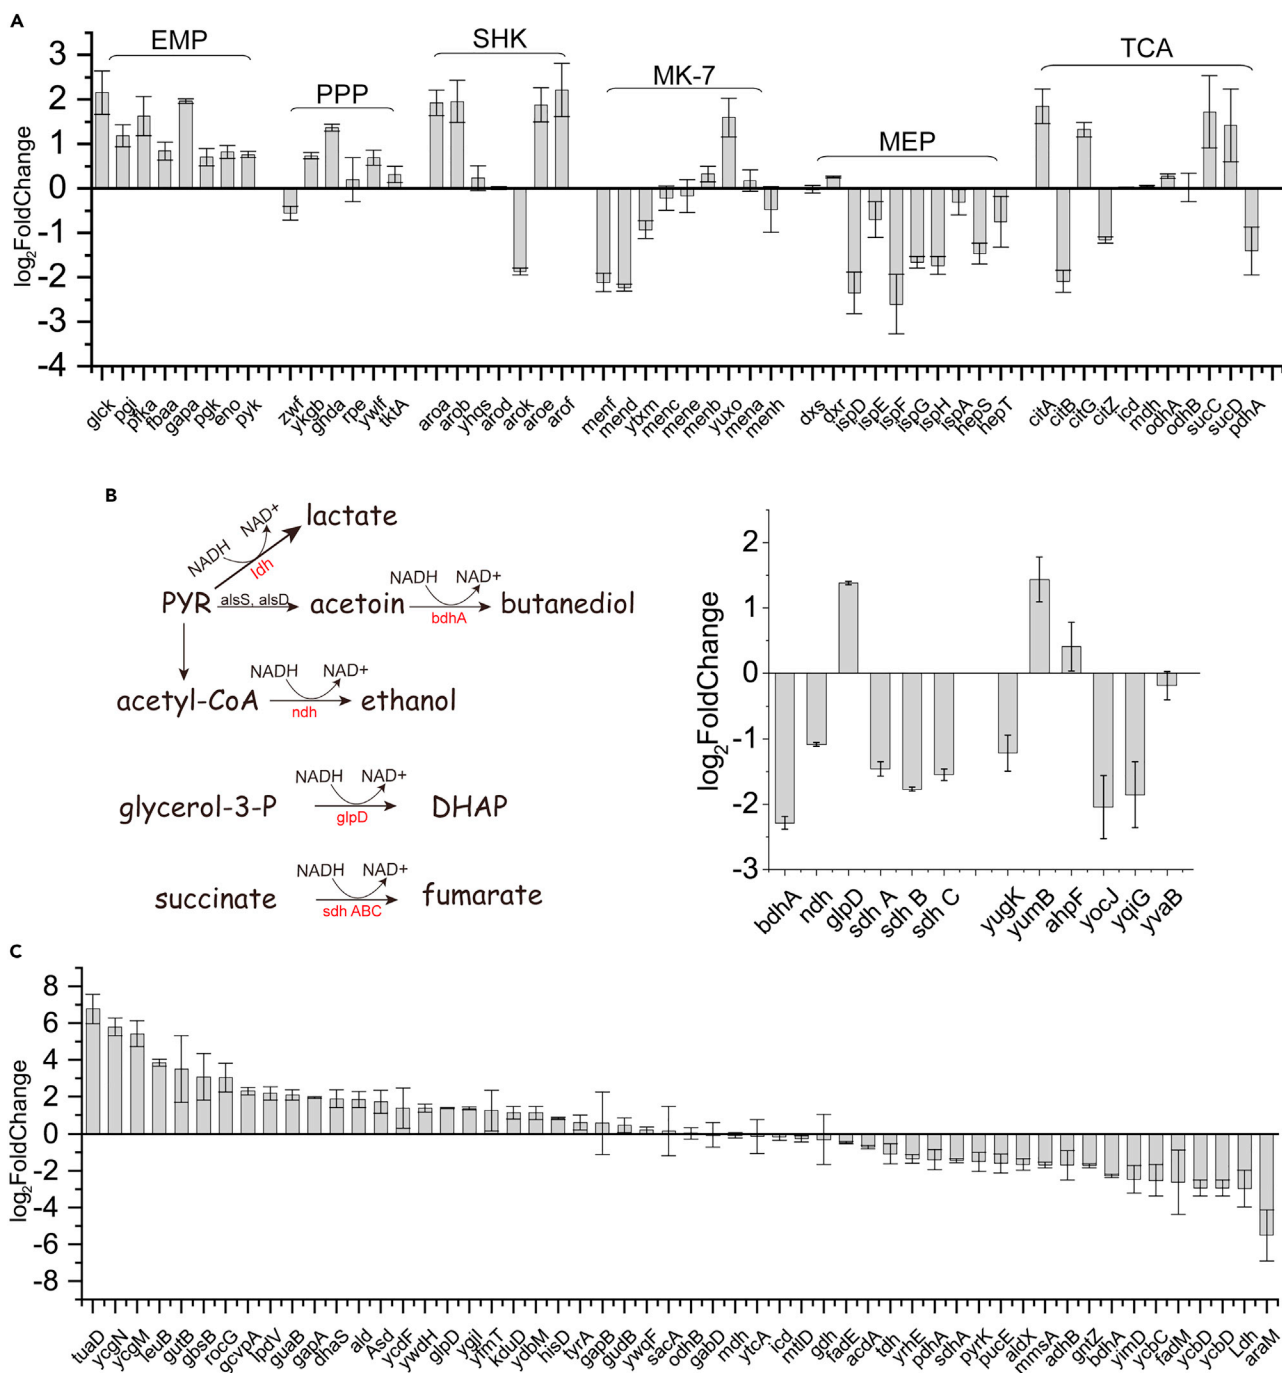 A
EMP
PPP
SHK
MK-7
MEP
TCA
3
2
1
0
-1
-2
-3
-4
log2FoldChange
glck
pgi
pfka
fbaa
gapa
pgk
eno
pyk
zwf
ykgb
ghda
rpe
ywlf
tktA
aroa
arob
yhqs
arod
arok
aroe
arof
menf
mend
ytxm
menc
mene
menb
yuxo
mena
menh
dxs
dxr
ispD
ispE
ispF
ispG
ispH
ispA
hepS
hepT
citA
citB
citG
citZ
icd
mdh
odhA
odhB
sucC
sucD
pdhA
B
lactate
NADH NAD+
ldh
PYR alsS, alsD acetoin NADH NAD+ bdhA butanediol
acetyl-CoA NADH NAD+ ndh ethanol
glycerol-3-P NADH NAD+ glpD DHAP
succinate NADH NAD+ sdh ABC fumarate
2
1
0
-1
-2
-3
log2FoldChange
bdhA
ndh
glpD
sdh A
sdh B
sdh C
yugK
yumB
ahpF
yocJ
yqiG
yvaB
C
8
6
4
2
0
-2
-4
-6
-8
log2FoldChange
tuaD
ycgN
ycgM
leuB
gutB
gbsB
rocG
gcvpA
lpdV
guaB
gapA
dhaS
ald
Asd
ycdF
ywdH
glpD
yqjI
yfmT
kduD
ydbM
hisD
tyrA
gapB
gudB
ywqF
sacA
odhB
gabD
mdh
ytcA
icd
mtlD
gdh
fadE
acdA
tdh
yrhE
pdhA
sdhA
pyrK
pucE
aldX
mmsA
adhB
gntZ
bdhA
yimD
ycbC
fadM
ycbD
ycbD
Ldh
araM